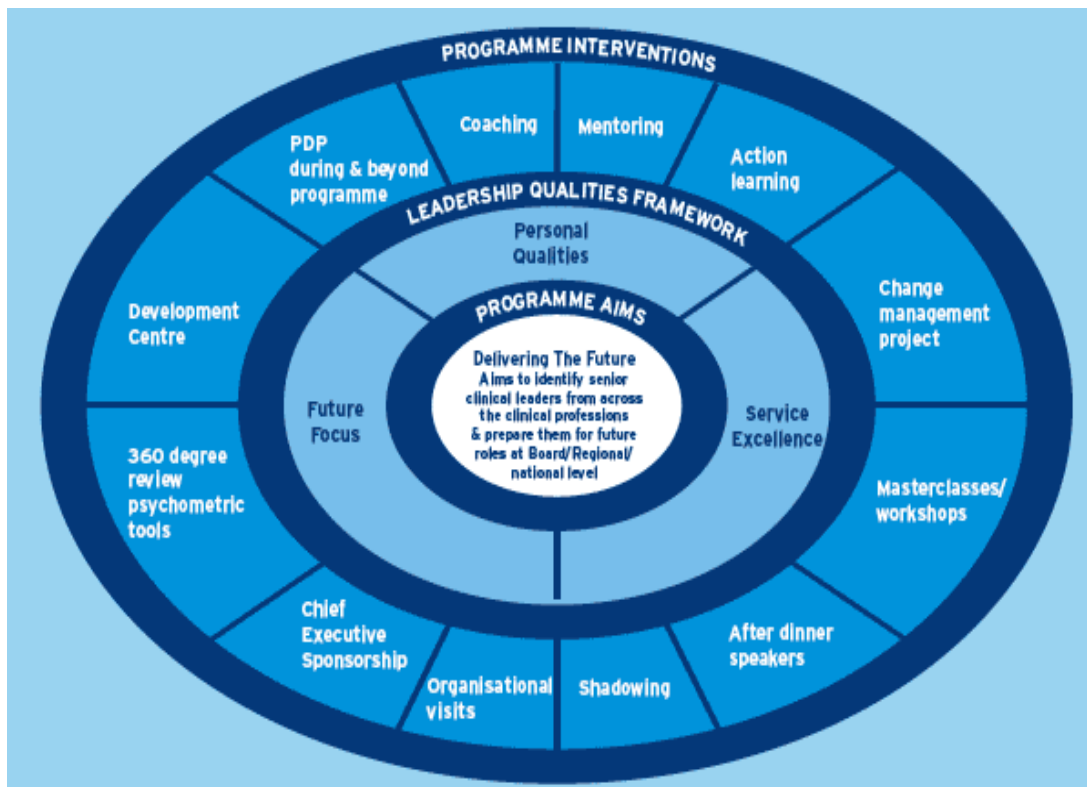 PROGRAMME INTERVENTIONS
Coaching
Mentoring
PDP
during & beyond
programme
Action
learning
LEADERSHIP QUALITIES FRAMEWORK
Personal
Qualities
Development
Centre
Change
management
project
PROGRAMME AIMS
Delivering The Future
Aims to identify senior
clinical leaders from across
the clinical professions
& prepare them for future
roles at Board/Regional/
national level
Future
Focus
Service
Excellence
360 degree
review
psychometric
tools
Masterclasses/
workshops
Chief
Executive
Sponsorship
Organisational
visits
Shadowing
After dinner
speakers